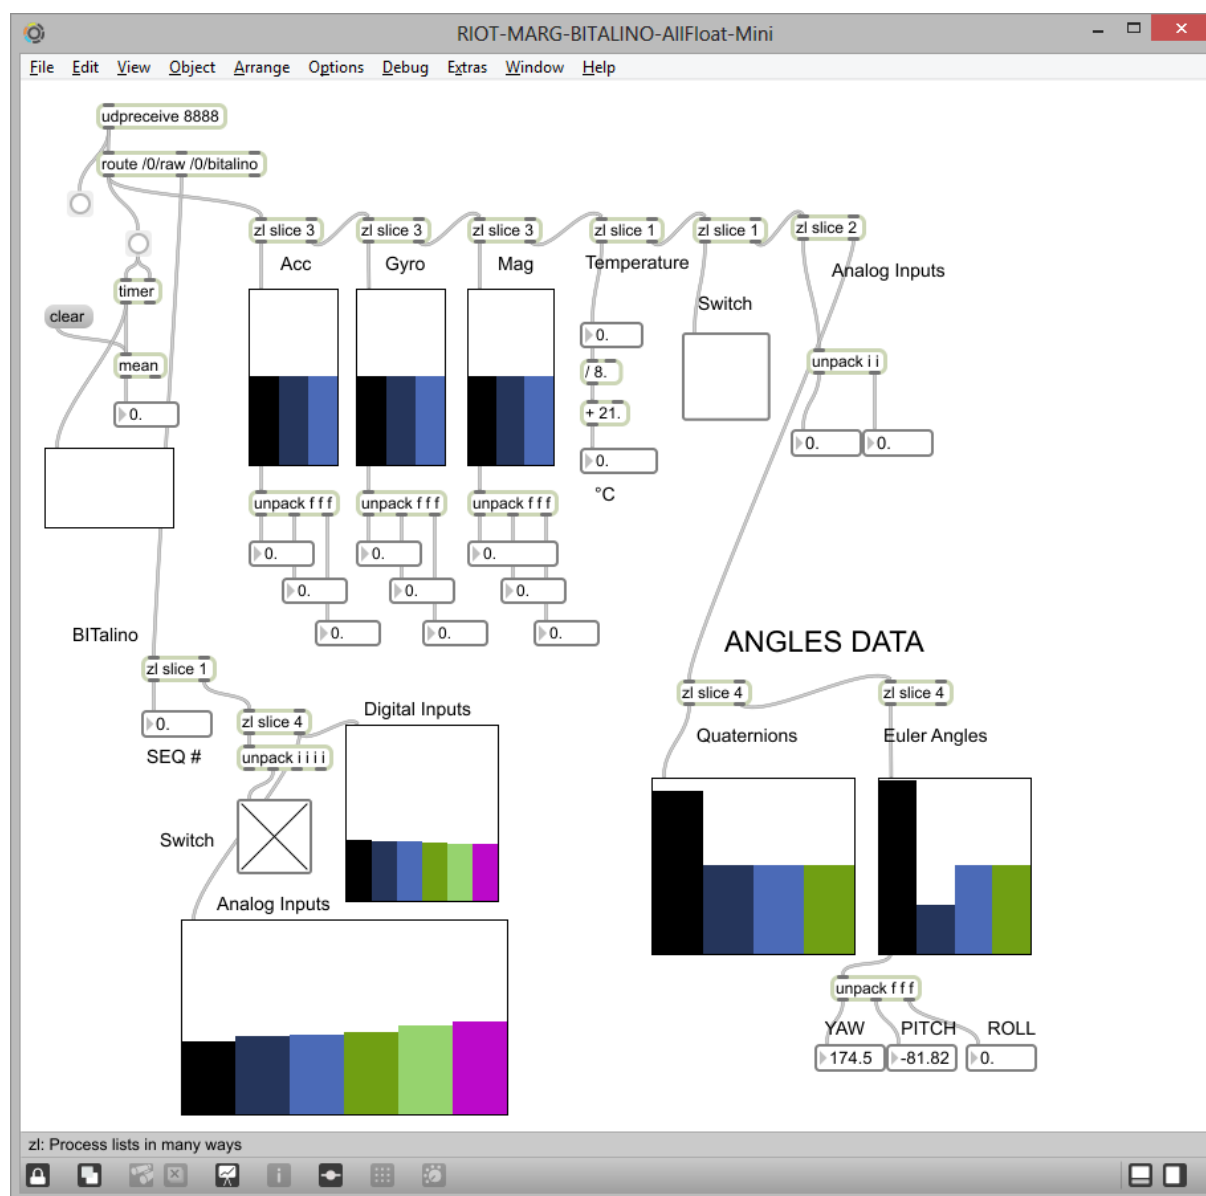 RIOT-MARG-BITALINO-AllFloat-Mini
File Edit View Object Arrange Options Debug Extras Window Help
udpreceive 8888
route /0/raw /0/bitalino
zl slice 3
zl slice 3
zl slice 3
zl slice 1
zl slice 1
zl slice 2
Acc
Gyro
Mag
Temperature
Analog Inputs
timer
clear
Switch
mean
0.
0.
/ 8.
+ 21.
0.
°C
unpack i i
0.
0.
unpack f f f
unpack f f f
unpack f f f
0.
0.
0.
0.
0.
0.
0.
0.
0.
BITalino
zl slice 1
0.
SEQ #
zl slice 4
unpack i i i i
Digital Inputs
Switch
Analog Inputs
ANGLES DATA
zl slice 4
zl slice 4
Quaternions
Euler Angles
unpack f f f
YAW
PITCH
ROLL
174.5
-81.82
0.
zl: Process lists in many ways